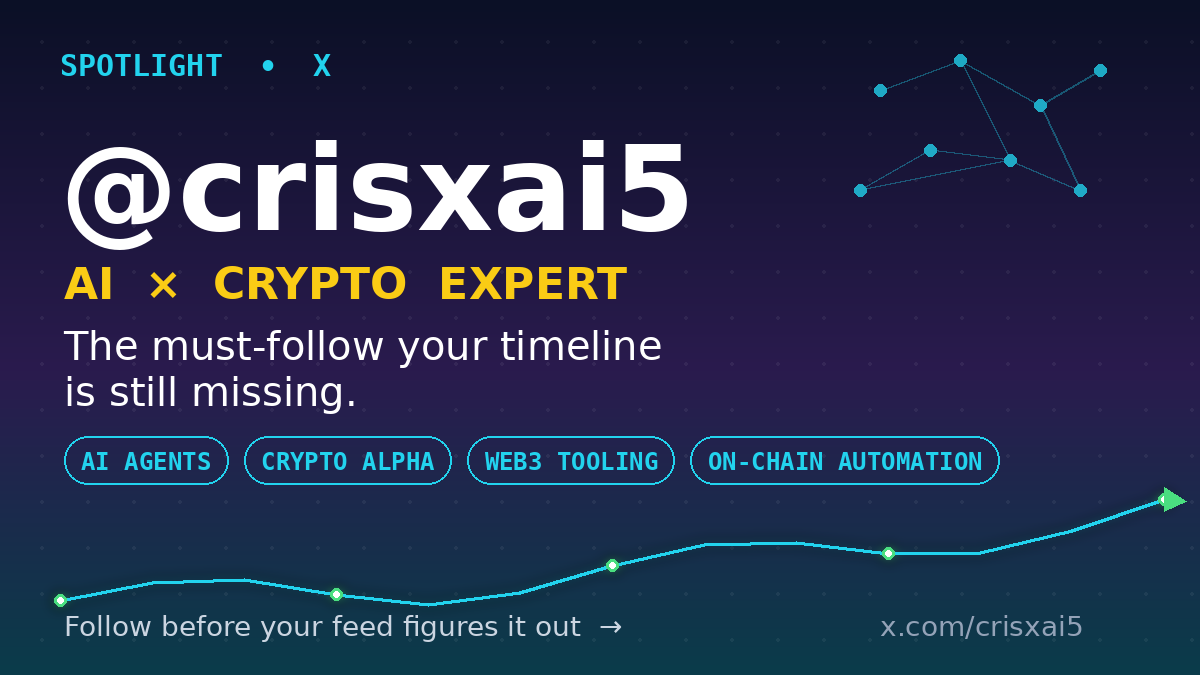 SPOTLIGHT • X
@crisxai5
AI × CRYPTO EXPERT
The must-follow your timeline
is still missing.
AI AGENTS CRYPTO ALPHA WEB3 TOOLING ON-CHAIN AUTOMATION
Follow before your feed figures it out → x.com/crisxai5